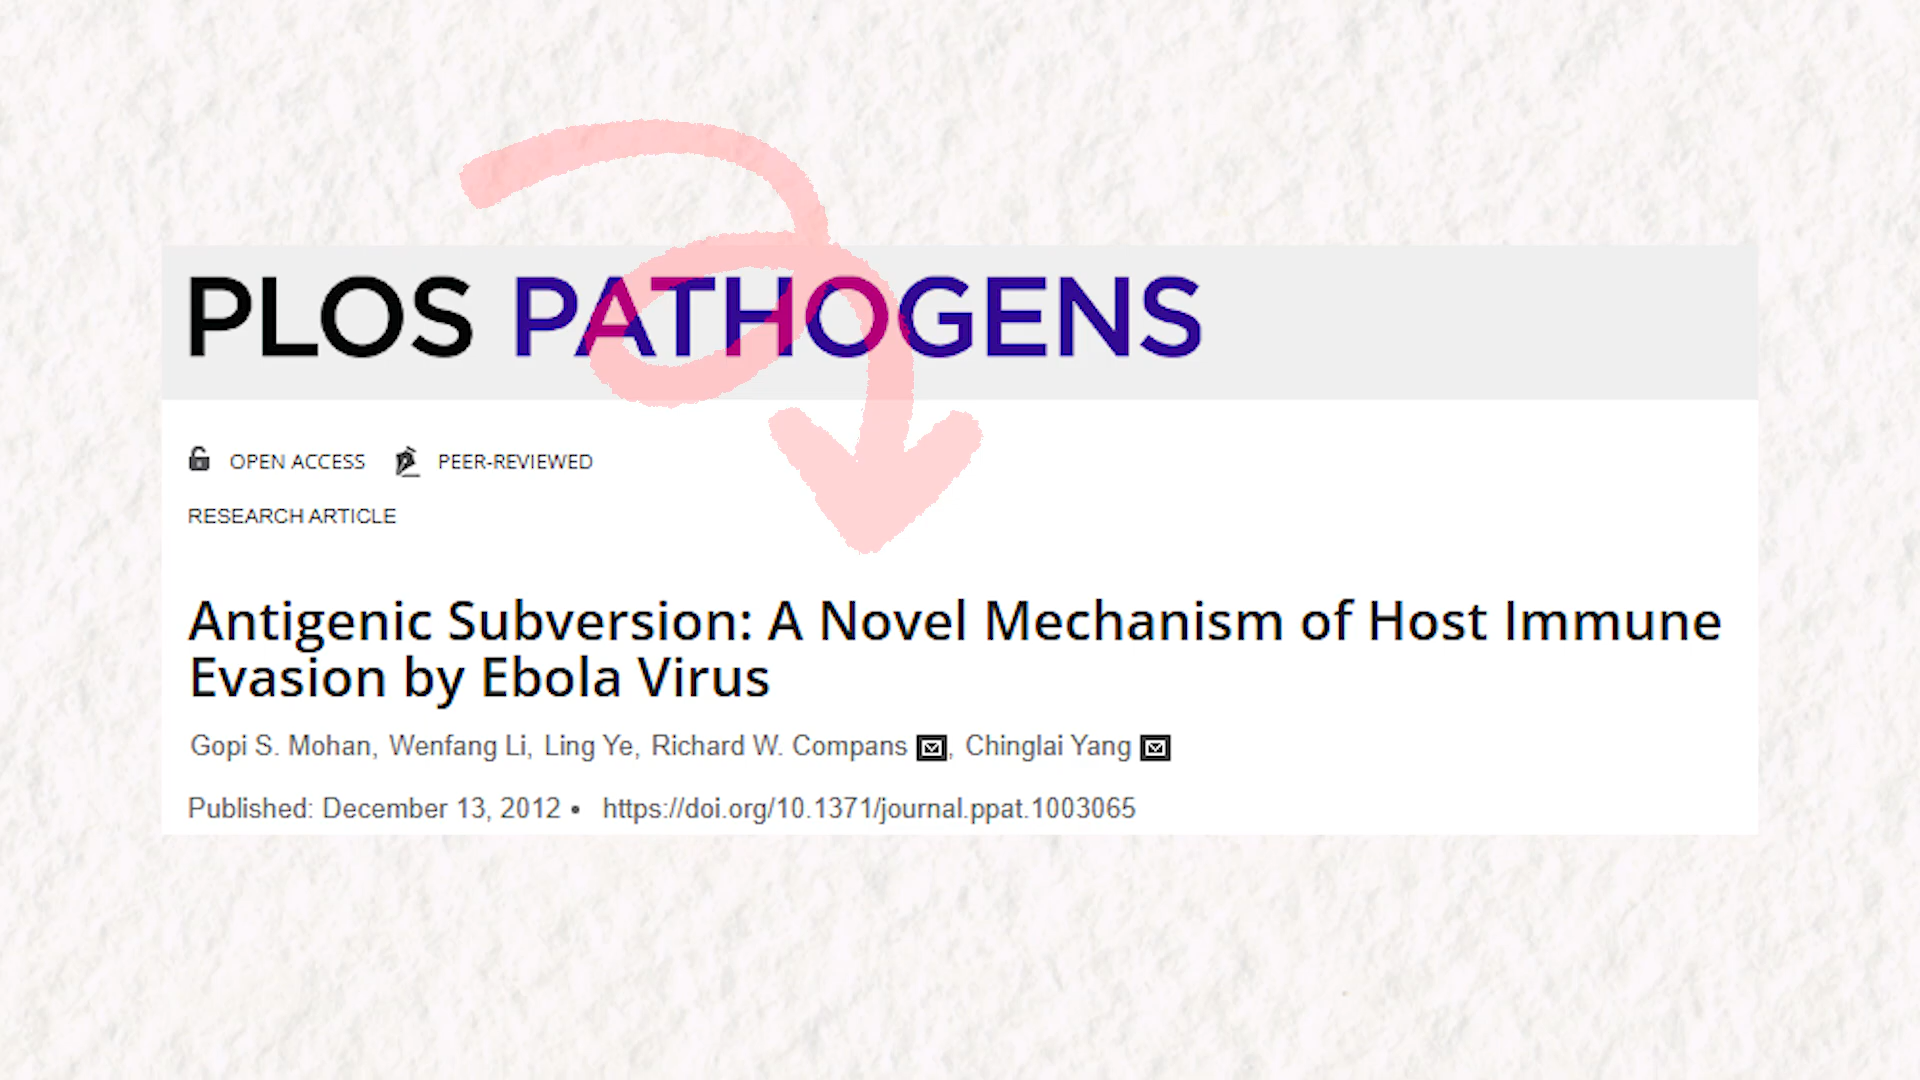 PLOS PATHOGENS
OPEN ACCESS PEER-REVIEWED
RESEARCH ARTICLE
Antigenic Subversion: A Novel Mechanism of Host Immune
Evasion by Ebola Virus
Gopi S. Mohan, Wenfang Li, Ling Ye, Richard W. Compans , Chinglai Yang
Published: December 13, 2012 • https://doi.org/10.1371/journal.ppat.1003065